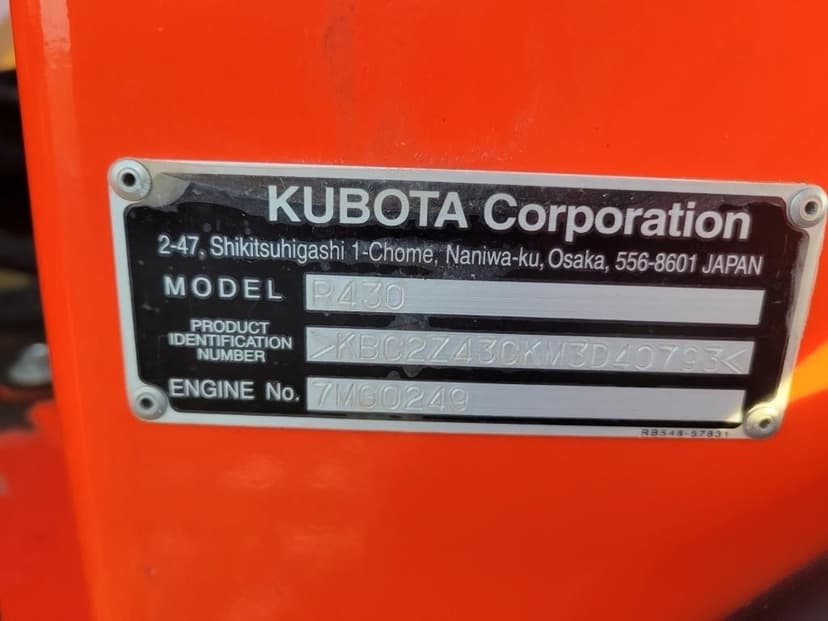 KUBOTA Corporation
2-47, Shikitsuhigashi 1-Chome, Naniwa-ku, Osaka, 556-8601 JAPAN
MODEL R430
PRODUCT
IDENTIFICATION
NUMBER
>KBC2Z430KM3D40793<
ENGINE No. 7MG0249
RB548-57831